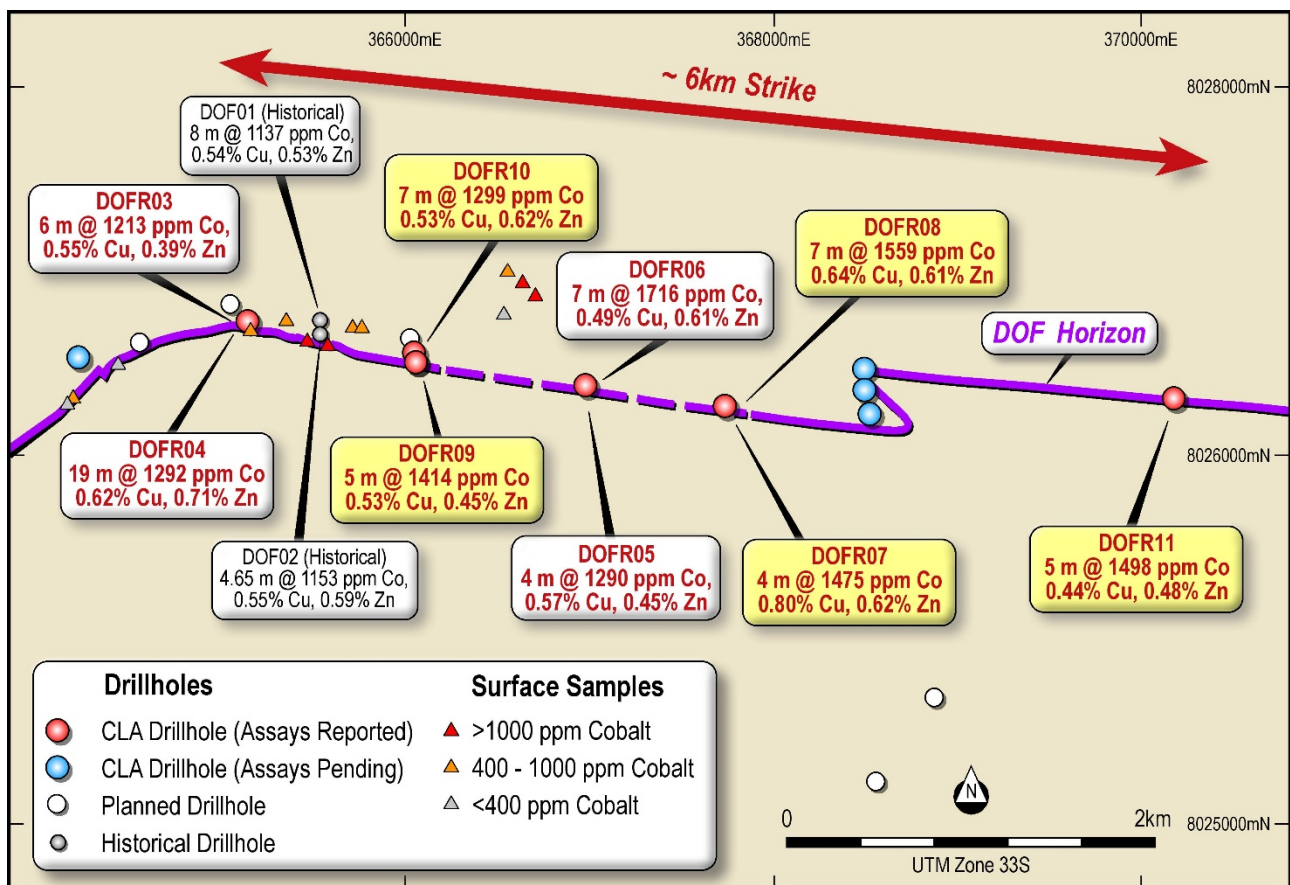 366000mE
368000mE
370000mE
~ 6km Strike
8028000mN
DOF01 (Historical)
8 m @ 1137 ppm Co,
0.54% Cu, 0.53% Zn
DOFR10
7 m @ 1299 ppm Co
0.53% Cu, 0.62% Zn
DOFR03
6 m @ 1213 ppm Co,
0.55% Cu, 0.39% Zn
DOFR08
7 m @ 1559 ppm Co
0.64% Cu, 0.61% Zn
DOFR06
7 m @ 1716 ppm Co,
0.49% Cu, 0.61% Zn
DOF Horizon
DOFR04
19 m @ 1292 ppm Co
0.62% Cu, 0.71% Zn
DOFR09
5 m @ 1414 ppm Co
0.53% Cu, 0.45% Zn
8026000mN
DOF02 (Historical)
4.65 m @ 1153 ppm Co,
0.55% Cu, 0.59% Zn
DOFR05
4 m @ 1290 ppm Co,
0.57% Cu, 0.45% Zn
DOFR07
4 m @ 1475 ppm Co
0.80% Cu, 0.62% Zn
DOFR11
5 m @ 1498 ppm Co
0.44% Cu, 0.48% Zn
Drillholes
CLA Drillhole (Assays Reported)
CLA Drillhole (Assays Pending)
Planned Drillhole
Historical Drillhole
Surface Samples
>1000 ppm Cobalt
400 - 1000 ppm Cobalt
<400 ppm Cobalt
N
0
2km
UTM Zone 33S
8025000mN